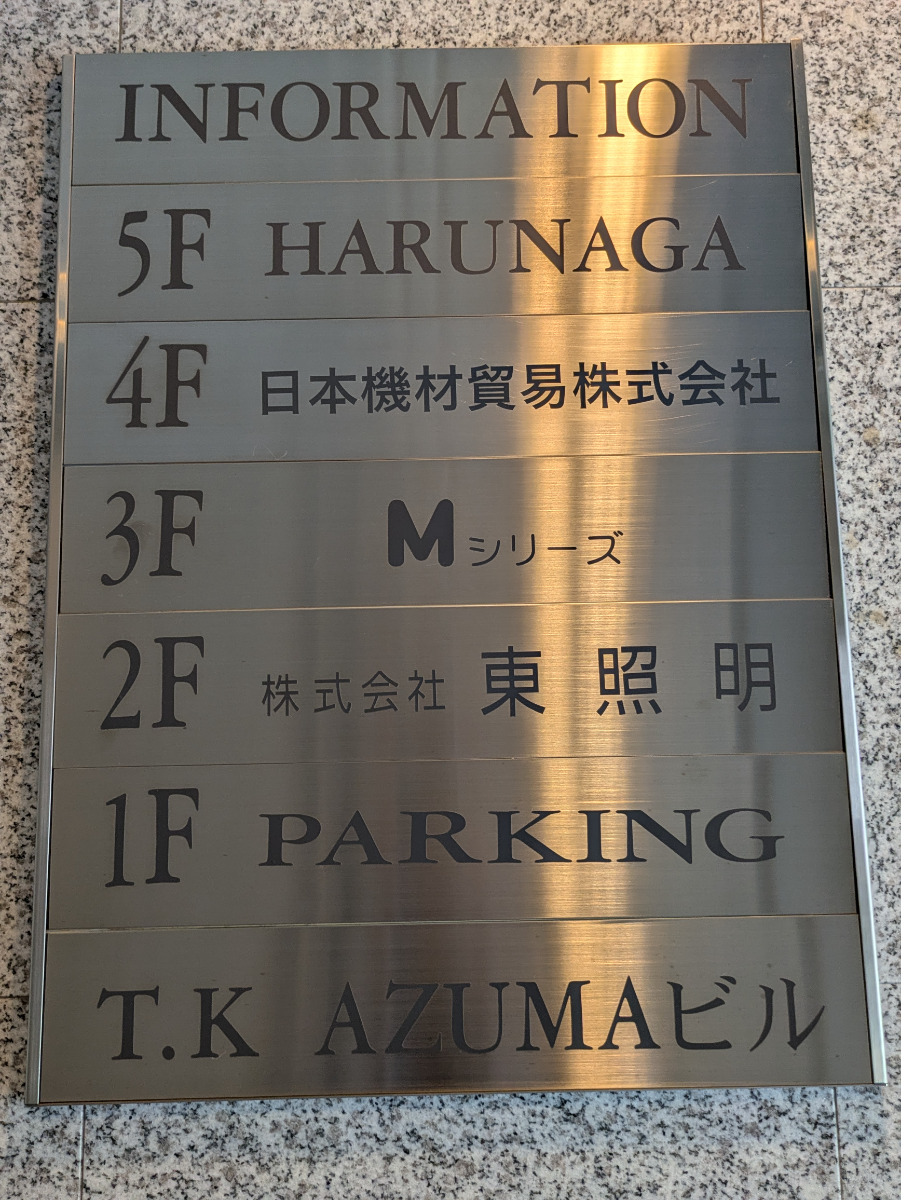 INFORMATION
5F HARUNAGA
4F 日本機材貿易株式会社
3F Mシリーズ
2F 株式会社 東照明
1F PARKING
T.K AZUMAビル